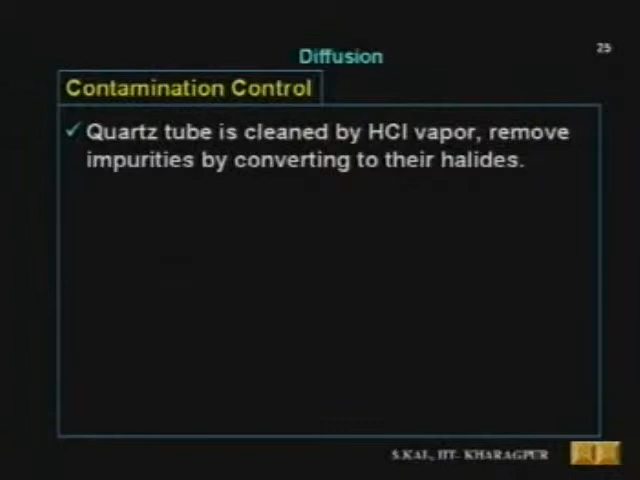 Diffusion
25
Contamination Control
✓ Quartz tube is cleaned by HCl vapor, remove
impurities by converting to their halides.
S.KAL, IIT- KHARAGPUR